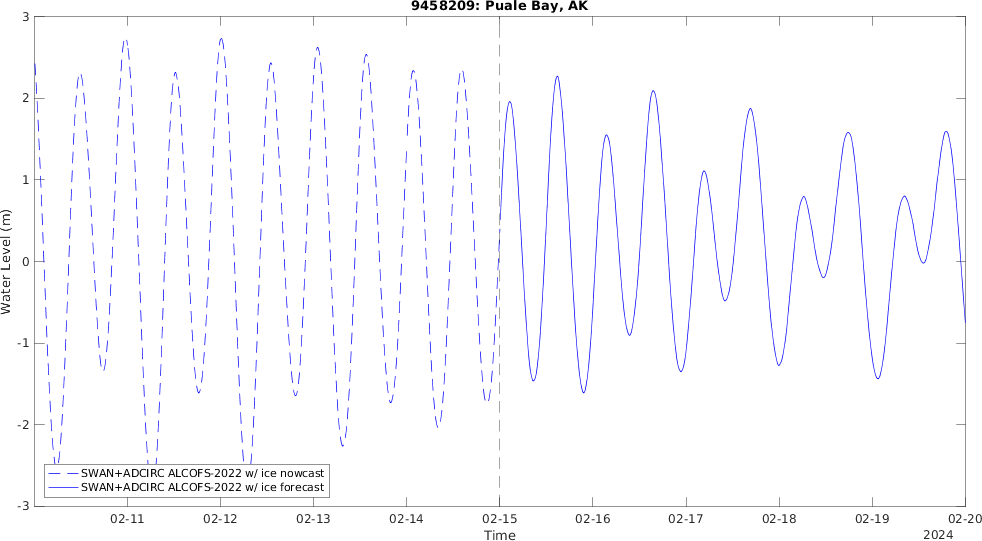 9458209: Puale Bay, AK
3
2
1
0
-1
-2
-3
Water Level (m)
SWAN+ADCIRC ALCOFS-2022 w/ ice nowcast
SWAN+ADCIRC ALCOFS-2022 w/ ice forecast
02-11 02-12 02-13 02-14 02-15 02-16 02-17 02-18 02-19 02-20
Time
2024